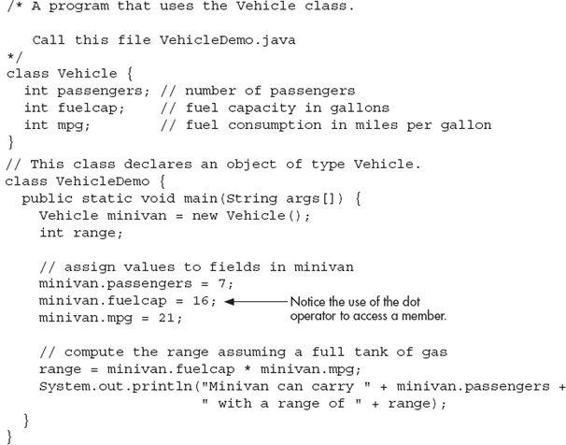 /* A program that uses the Vehicle class.
Call this file VehicleDemo.java
*/
class Vehicle {
int passengers; // number of passengers
int fuelcap; // fuel capacity in gallons
int mpg; // fuel consumption in miles per gallon
}
// This class declares an object of type Vehicle.
class VehicleDemo {
public static void main(String args[]) {
Vehicle minivan = new Vehicle();
int range;
// assign values to fields in minivan
minivan.passengers = 7;
minivan.fuelcap = 16; Notice the use of the dot
minivan.mpg = 21; operator to access a member.
// compute the range assuming a full tank of gas
range = minivan.fuelcap * minivan.mpg;
System.out.println("Minivan can carry " + minivan.passengers +
" with a range of " + range);
}
}